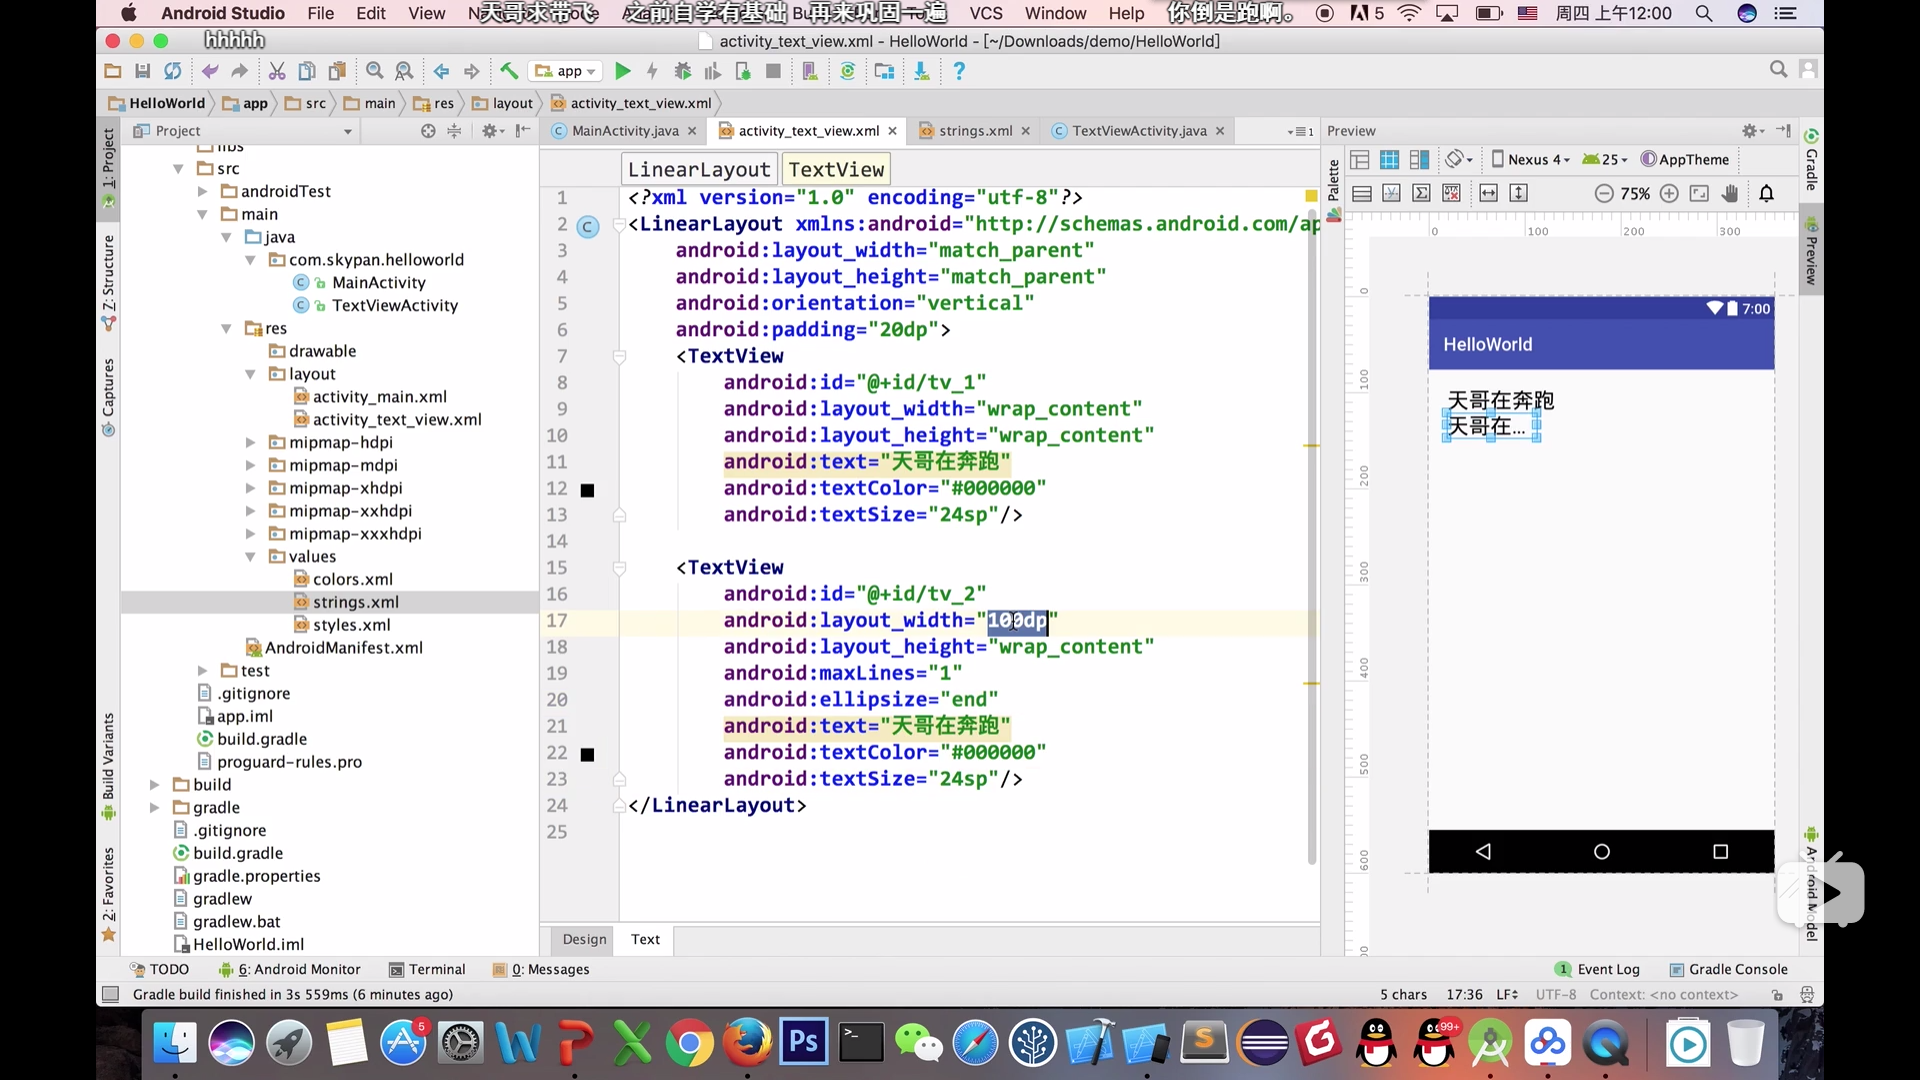 Android Studio File Edit View VCS Window Help 5 周四 上午12:00
天哥求带飞 之前自学有基础 再来巩固一遍 你倒是跑啊。
hhhhh
activity_text_view.xml - HelloWorld - [~/Downloads/demo/HelloWorld]
app
HelloWorld app src main res layout activity_text_view.xml
Project
MainActivity.java activity_text_view.xml strings.xml TextViewActivity.java 1
Preview
1: Project
Z: Structure
Captures
Build Variants
2: Favorites
src
androidTest
main
java
com.skypan.helloworld
MainActivity
TextViewActivity
res
drawable
layout
activity_main.xml
activity_text_view.xml
mipmap-hdpi
mipmap-mdpi
mipmap-xhdpi
mipmap-xxhdpi
mipmap-xxxhdpi
values
colors.xml
strings.xml
styles.xml
AndroidManifest.xml
test
.gitignore
app.iml
build.gradle
proguard-rules.pro
build
gradle
.gitignore
build.gradle
gradle.properties
gradlew
gradlew.bat
HelloWorld.iml
LinearLayout TextView
1 <?xml version="1.0" encoding="utf-8"?>
2 <LinearLayout xmlns:android="http://schemas.android.com/ap
3 android:layout_width="match_parent"
4 android:layout_height="match_parent"
5 android:orientation="vertical"
6 android:padding="20dp">
7 <TextView
8 android:id="@+id/tv_1"
9 android:layout_width="wrap_content"
10 android:layout_height="wrap_content"
11 android:text="天哥在奔跑"
12 android:textColor="#000000"
13 android:textSize="24sp"/>
14
15 <TextView
16 android:id="@+id/tv_2"
17 android:layout_width="100dp"
18 android:layout_height="wrap_content"
19 android:maxLines="1"
20 android:ellipsize="end"
21 android:text="天哥在奔跑"
22 android:textColor="#000000"
23 android:textSize="24sp"/>
24 </LinearLayout>
25
Design Text
Palette
Nexus 4 25 AppTheme
75%
0 100 200 300
0
100
200
300
400
500
600
7:00
HelloWorld
天哥在奔跑
天哥在...
Gradle
Preview
Android Model
TODO 6: Android Monitor Terminal 0: Messages 1 Event Log Gradle Console
Gradle build finished in 3s 559ms (6 minutes ago) 5 chars 17:36 LF UTF-8 Context: <no context>
5
Ps
99+